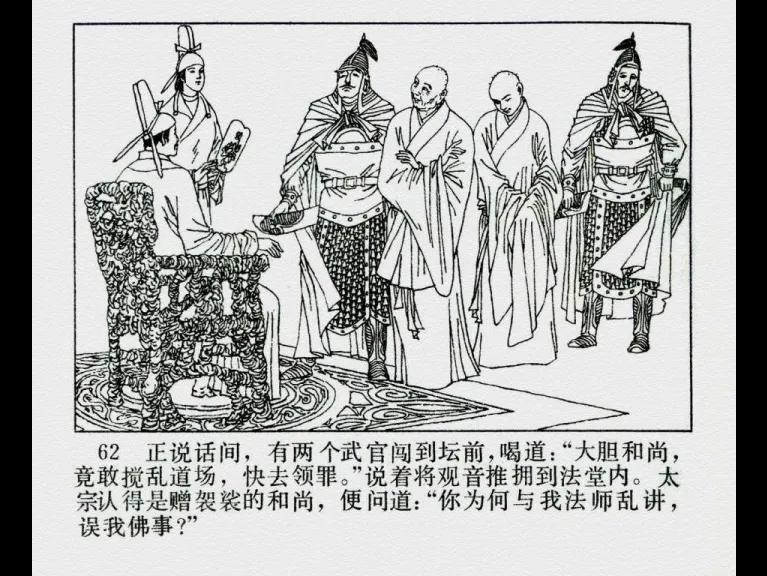 62 正说话间，有两个武官闯到坛前，喝道：“大胆和尚，
竟敢搅乱道场，快去领罪。”说着将观音推拥到法堂内。太
宗认得是赠袈裟的和尚，便问道：“你为何与我法师乱讲，
误我佛事？”